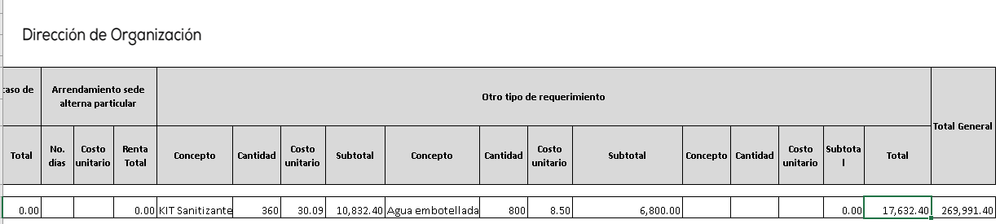 Dirección de Organización
caso de
Arrendamiento sede
alterna particular
Otro tipo de requerimiento
Total General
Total
No.
dias
Costo
unitario
Renta
Total
Concepto
Cantidad
Costo
unitario
Subtotal
Concepto
Cantidad
Costo
unitario
Subtotal
Concepto
Cantidad
Costo
unitario
Subtota
l
Total
0.00 0.00 KIT Sanitizante 360 30.09 10,832.40 Agua embotellada 800 8.50 6,800.00 0.00 17,632.40 269,991.40